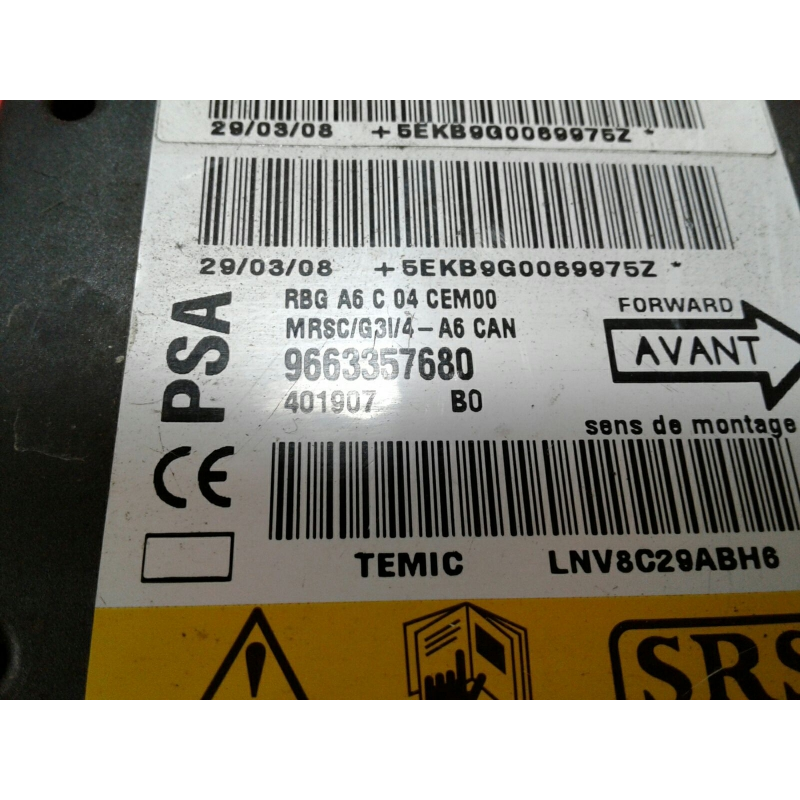 29/03/08 +5EKB9G0069975Z*
29/03/08 +5EKB9G0069975Z*
PSA
RBG A6 C 04 CEM00
MRSC/G3I/4-A6 CAN
9663357680
401907 B0
FORWARD
AVANT
sens de montage
CE
TEMIC LNV8C29ABH6
SRS